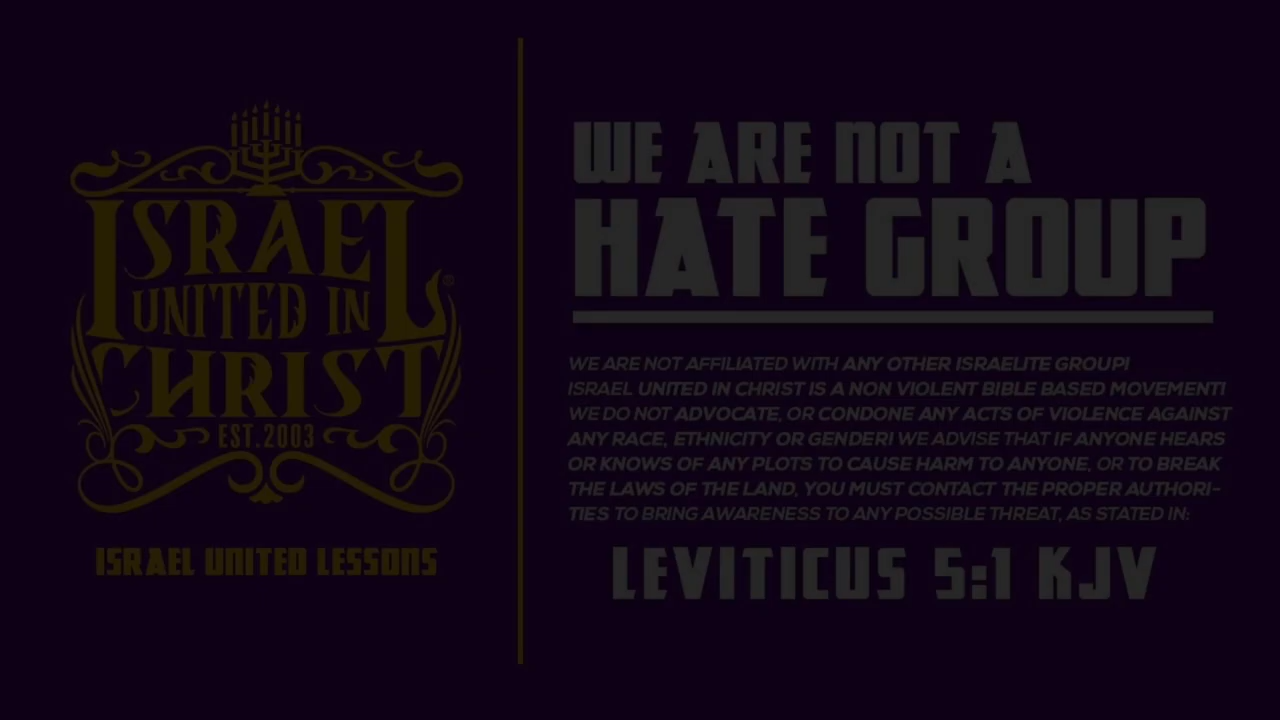 ISRAEL
UNITED IN
CHRIST
®
EST.2003
ISRAEL UNITED LESSONS
WE ARE NOT A
HATE GROUP
WE ARE NOT AFFILIATED WITH ANY OTHER ISRAELITE GROUP!
ISRAEL UNITED IN CHRIST IS A NON VIOLENT BIBLE BASED MOVEMENT!
WE DO NOT ADVOCATE, OR CONDONE ANY ACTS OF VIOLENCE AGAINST
ANY RACE, ETHNICITY OR GENDER! WE ADVISE THAT IF ANYONE HEARS
OR KNOWS OF ANY PLOTS TO CAUSE HARM TO ANYONE, OR TO BREAK
THE LAWS OF THE LAND, YOU MUST CONTACT THE PROPER AUTHORI-
TIES TO BRING AWARENESS TO ANY POSSIBLE THREAT, AS STATED IN:
LEVITICUS 5:1 KJV